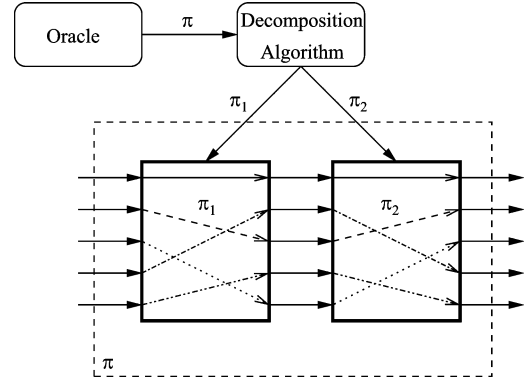 Oracle
π
Decomposition
Algorithm
π1
π2
π1
π2
π